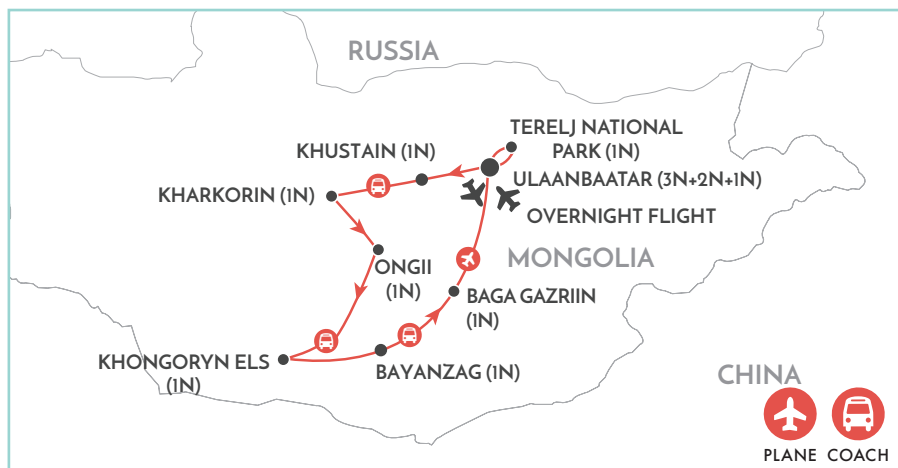 RUSSIA
TERELJ NATIONAL
PARK (1N)
KHUSTAIN (1N)
ULAANBAATAR (3N+2N+1N)
KHARKORIN (1N)
OVERNIGHT FLIGHT
MONGOLIA
ONGII
(1N)
BAGA GAZRIIN
(1N)
KHONGORYN ELS
(1N)
BAYANZAG (1N)
CHINA
PLANE COACH